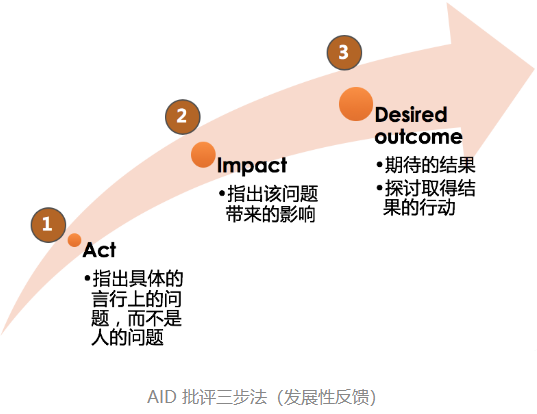 1
Act
•指出具体的
言行上的问
题，而不是
人的问题
2
Impact
•指出该问题
带来的影响
3
Desired
outcome
•期待的结果
•探讨取得结
果的行动
AID 批评三步法（发展性反馈）